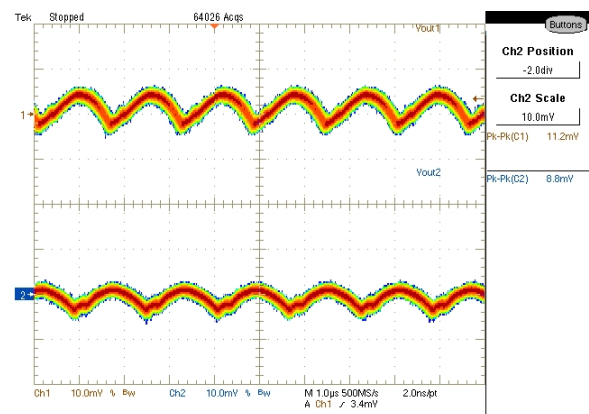 Tek Stopped 64026 Acqs
Buttons
Vout1
Ch2 Position
-2.0div
Ch2 Scale
10.0mV
1
Pk-Pk(C1) 11.2mV
Vout2
Pk-Pk(C2) 8.8mV
2
Ch1 10.0mV Bw Ch2 10.0mV Bw M 1.0µs 500MS/s 2.0ns/pt
A Ch1 3.4mV